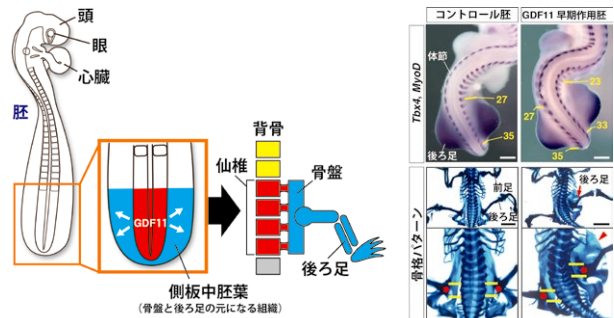 頭
眼
心臓
胚
GDF11
側板中胚葉
(骨盤と後ろ足の元になる組織)
背骨
仙椎
骨盤
後ろ足
コントロール胚
GDF11 早期作用胚
Tbx4, MyoD
体節
27
35
後ろ足
23
27
33
35
骨格パターン
前足
後ろ足
後ろ足